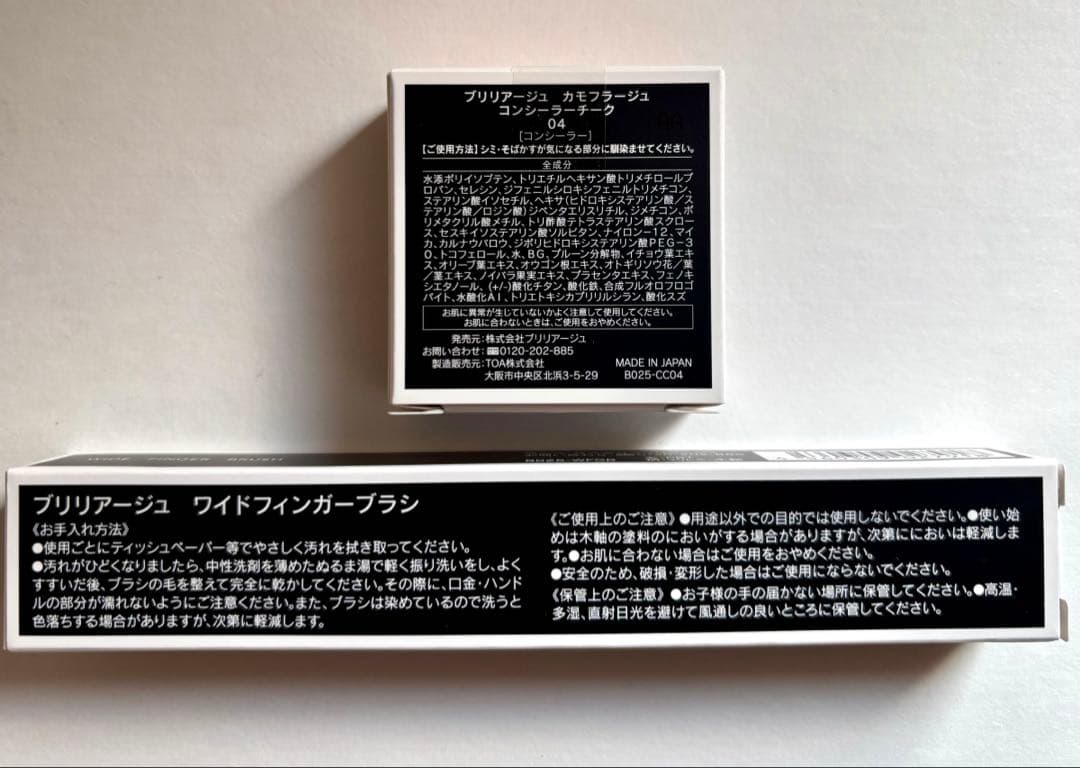 ブリリアージュ カモフラージュ
コンシーラーチーク
04
[コンシーラー]
【ご使用方法】シミ・そばかすが気になる部分に馴染ませてください。
全成分
水添ポリイソブテン、トリエチルヘキサン酸トリメチロールプ
ロパン、セレシン、ジフェニルシロキシフェニルトリメチコン、
ステアリン酸イソセチル、ヘキサ(ヒドロキシステアリン酸/ス
テアリン酸/ロジン酸)ジペンタエリスリチル、ジメチコン、ポ
リメタクリル酸メチル、トリ酢酸テトラステアリン酸スクロー
ス、セスキイソステアリン酸ソルビタン、ナイロン-12、マイ
カ、カルナウバロウ、ジポリヒドロキシステアリン酸PEG-3
0、トコフェロール、水、BG、プルーン分解物、イチョウ葉エキ
ス、オリーブ葉エキス、オウゴン根エキス、オトギリソウ花/葉
/茎エキス、ノイバラ果実エキス、プラセンタエキス、フェノキ
シエタノール、(+/-)酸化チタン、酸化鉄、合成フルオロフロゴ
パイト、水酸化Al、トリエトキシカプリリルシラン、酸化スズ
お肌に異常が生じていないかよく注意して使用してください。
お肌に合わないときは、ご使用をおやめください。
発売元:株式会社ブリリアージュ
お問い合わせ:0120-202-885
製造販売元:TOA株式会社
大阪市中央区北浜3-5-29
MADE IN JAPAN
B025-CC04
WIDE FINGER BRUSH
ブリリアージュ ワイドフィンガーブラシ
《お手入れ方法》
●使用ごとにティッシュペーパー等でやさしく汚れを拭き取ってください。
●汚れがひどくなりましたら、中性洗剤を薄めたぬるま湯で軽く振り洗いをし、よく
すすいだ後、ブラシの毛を整えて完全に乾かしてください。その際に、口金・ハンド
ルの部分が濡れないようにご注意ください。また、ブラシは染めているので洗うと
色落ちする場合がありますが、次第に軽減します。
《ご使用上のご注意》●用途以外での目的では使用しないでください。●使い始
めは木軸の塗料のにおいがする場合がありますが、次第ににおいは軽減しま
す。●お肌に合わない場合はご使用をおやめください。
●安全のため、破損・変形した場合はご使用にならないでください。
《保管上のご注意》●お子様の手の届かない場所に保管してください。●高温・
多湿、直射日光を避けて風通しの良いところに保管してください。